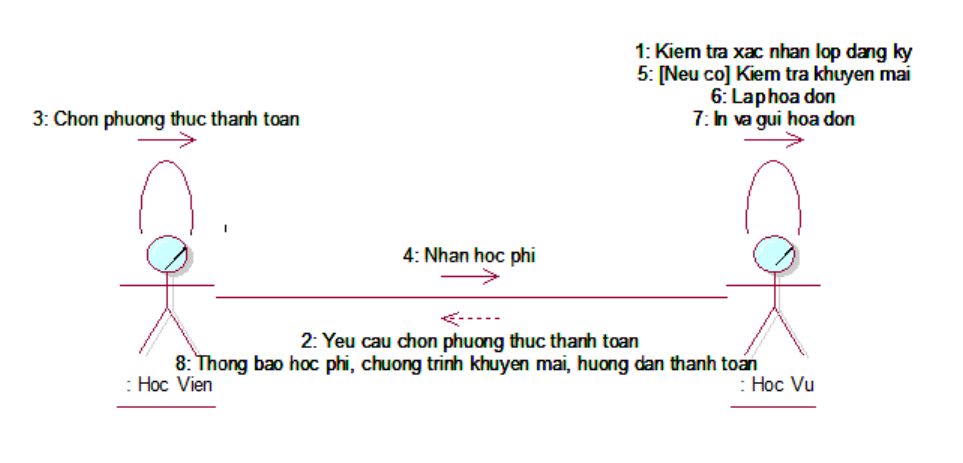 1: Kiem tra xac nhan lop dang ky
5: [Neu co] Kiem tra khuyen mai
6: Lap hoa don
7: In va gui hoa don
3: Chon phuong thuc thanh toan
4: Nhan hoc phi
2: Yeu cau chon phuong thuc thanh toan
8: Thong bao hoc phi, chuong trinh khuyen mai, huong dan thanh toan
: Hoc Vien
: Hoc Vu